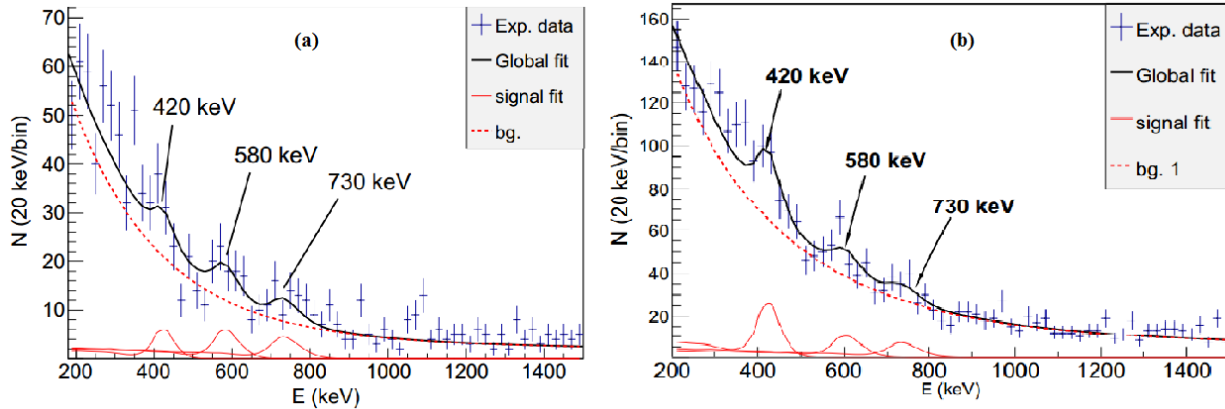 (a)
Exp. data
Global fit
signal fit
bg.
420 keV
580 keV
730 keV
N (20 keV/bin)
70
60
50
40
30
20
10
200 400 600 800 1000 1200 1400
E (keV)
(b)
Exp. data
Global fit
signal fit
bg. 1
420 keV
580 keV
730 keV
N (20 keV/bin)
160
140
120
100
80
60
40
20
200 400 600 800 1000 1200 1400
E (keV)